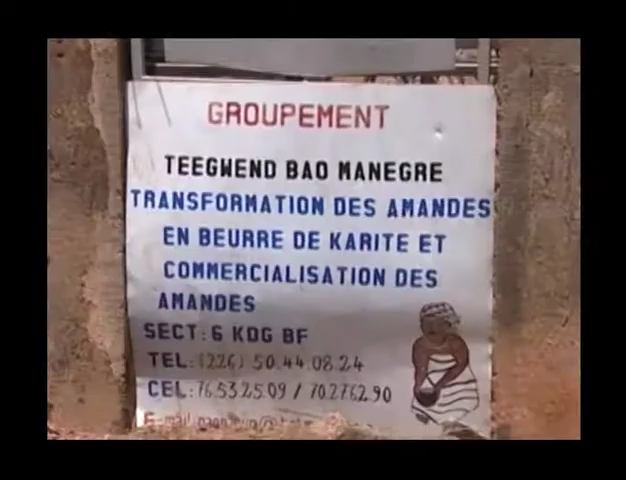 GROUPEMENT
TEEGWEND BAO MANEGRE
TRANSFORMATION DES AMANDES
EN BEURRE DE KARITE ET
COMMERCIALISATION DES
AMANDES
SECT: 6 KDG BF
TEL: (226) 50.44.08.24
CEL: 76.53.25.09 / 70.27.62.90
E-mail